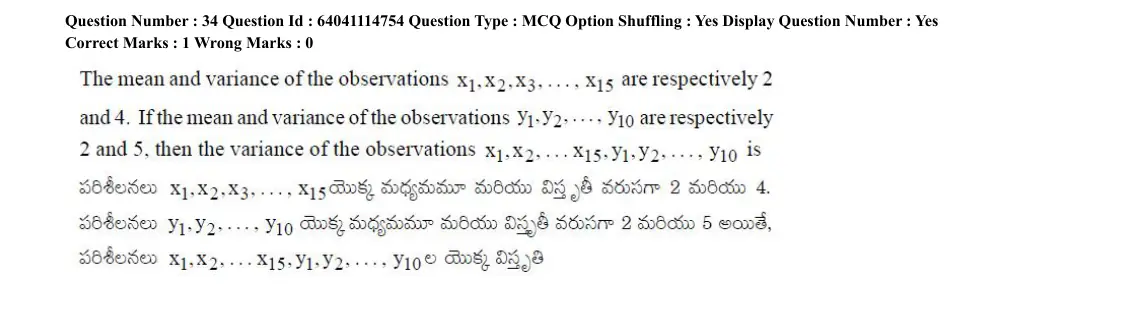 Question Number : 34 Question Id : 64041114754 Question Type : MCQ Option Shuffling : Yes Display Question Number : Yes
Correct Marks : 1 Wrong Marks : 0
The mean and variance of the observations x₁,x₂,x₃,...., x₁₅ are respectively 2
and 4. If the mean and variance of the observations y₁,y₂,...., y₁₀ are respectively
2 and 5, then the variance of the observations x₁,x₂,... x₁₅,y₁,y₂,...., y₁₀ is
పరిశీలనలు x₁,x₂,x₃,...., x₁₅యొక్క మధ్యమమూ మరియు విస్తృతీ వరుసగా 2 మరియు 4.
పరిశీలనలు y₁,y₂,...., y₁₀ యొక్క మధ్యమమూ మరియు విస్తృతీ వరుసగా 2 మరియు 5 అయితే,
పరిశీలనలు x₁,x₂,... x₁₅,y₁,y₂,...., y₁₀ల యొక్క విస్తృతి